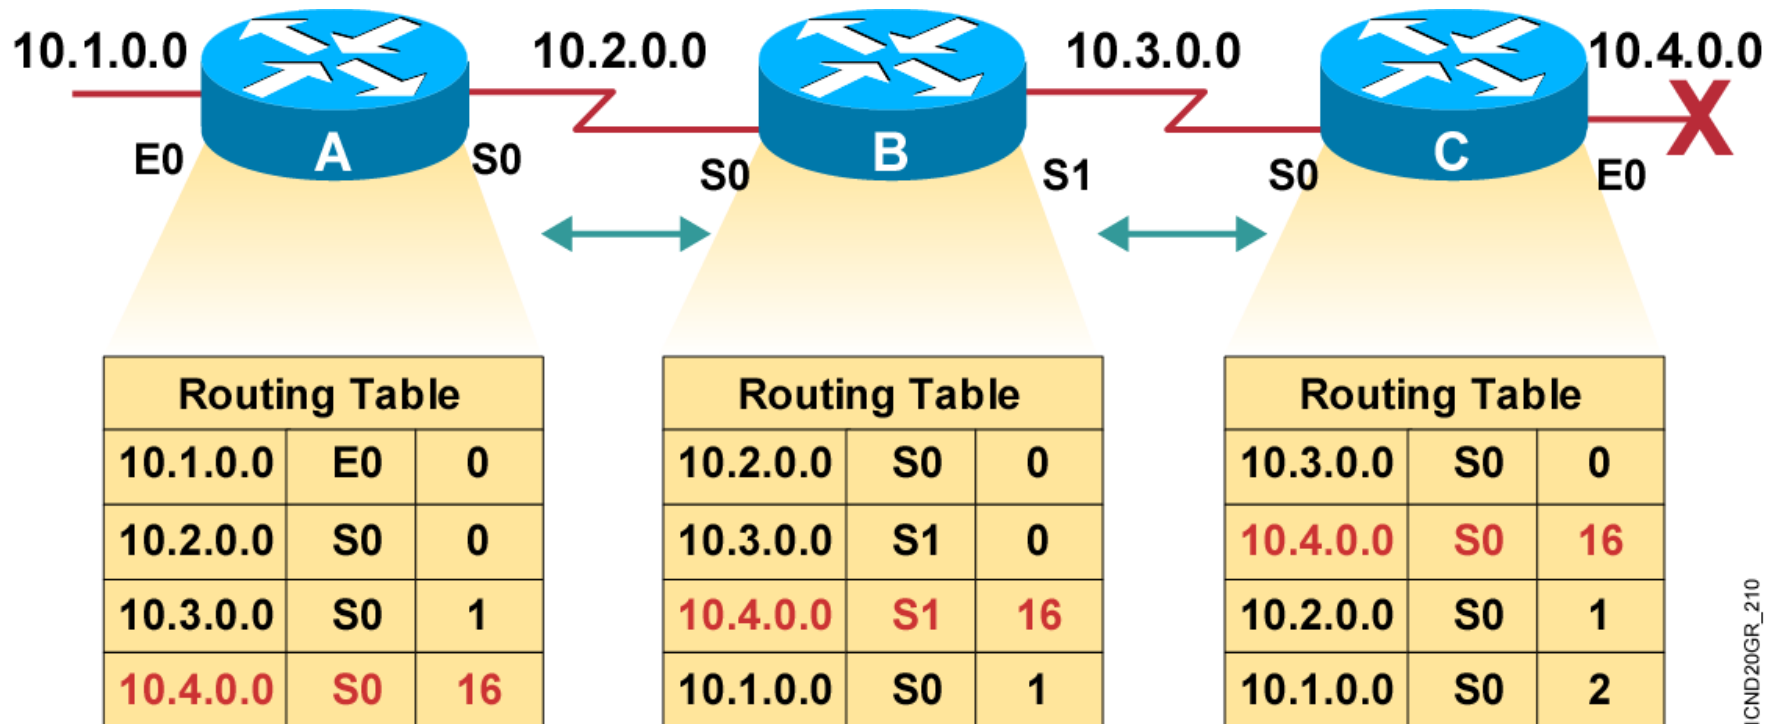 10.1.0.0 10.2.0.0 10.3.0.0 10.4.0.0
X
A B C
E0 S0 S0 S1 S0 E0
Routing Table
10.1.0.0 E0 0
10.2.0.0 S0 0
10.3.0.0 S0 1
10.4.0.0 S0 16
Routing Table
10.2.0.0 S0 0
10.3.0.0 S1 0
10.4.0.0 S1 16
10.1.0.0 S0 1
Routing Table
10.3.0.0 S0 0
10.4.0.0 S0 16
10.2.0.0 S0 1
10.1.0.0 S0 2
ICND20GR_210